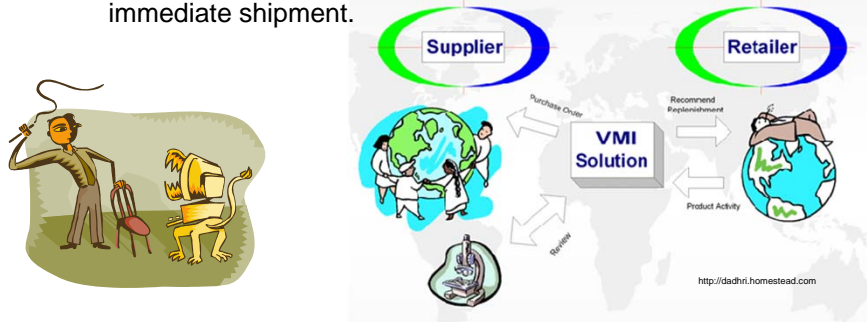 immediate shipment.
Supplier
Retailer
Purchase Order
Recommend
Replenishment
VMI
Solution
Product Activity
Review
http://dadhri.homestead.com